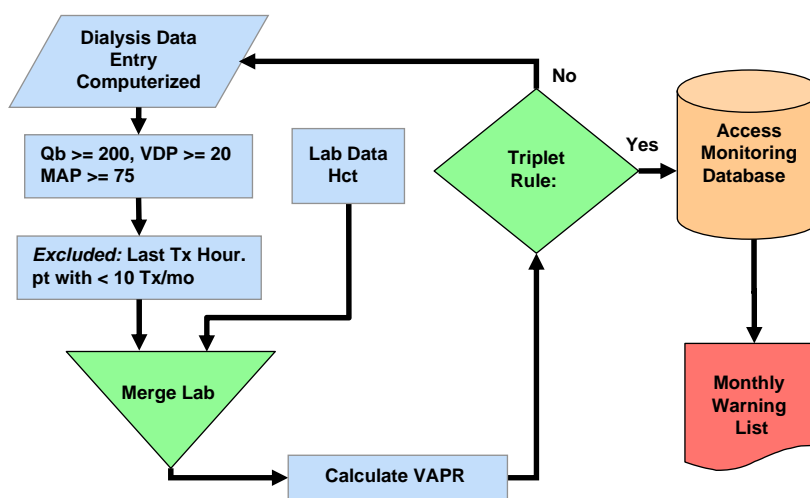 Dialysis Data
Entry
Computerized
Qb >= 200, VDP >= 20
MAP >= 75
Excluded: Last Tx Hour.
pt with < 10 Tx/mo
Lab Data
Hct
Merge Lab
Calculate VAPR
Triplet
Rule:
No
Yes
Access
Monitoring
Database
Monthly
Warning
List